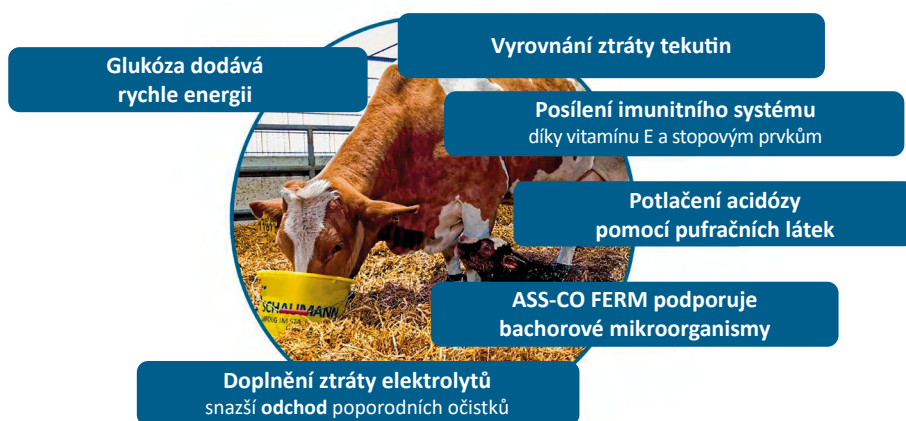 Vyrovnání ztráty tekutin
Glukóza dodává
rychle energii
Posílení imunitního systému
díky vitamínu E a stopovým prvkům
Potlačení acidózy
pomocí pufračních látek
ASS-CO FERM podporuje
bachorové mikroorganismy
SCHAUMANN
Doplnění ztráty elektrolytů
snazší odchod poporodních očistků